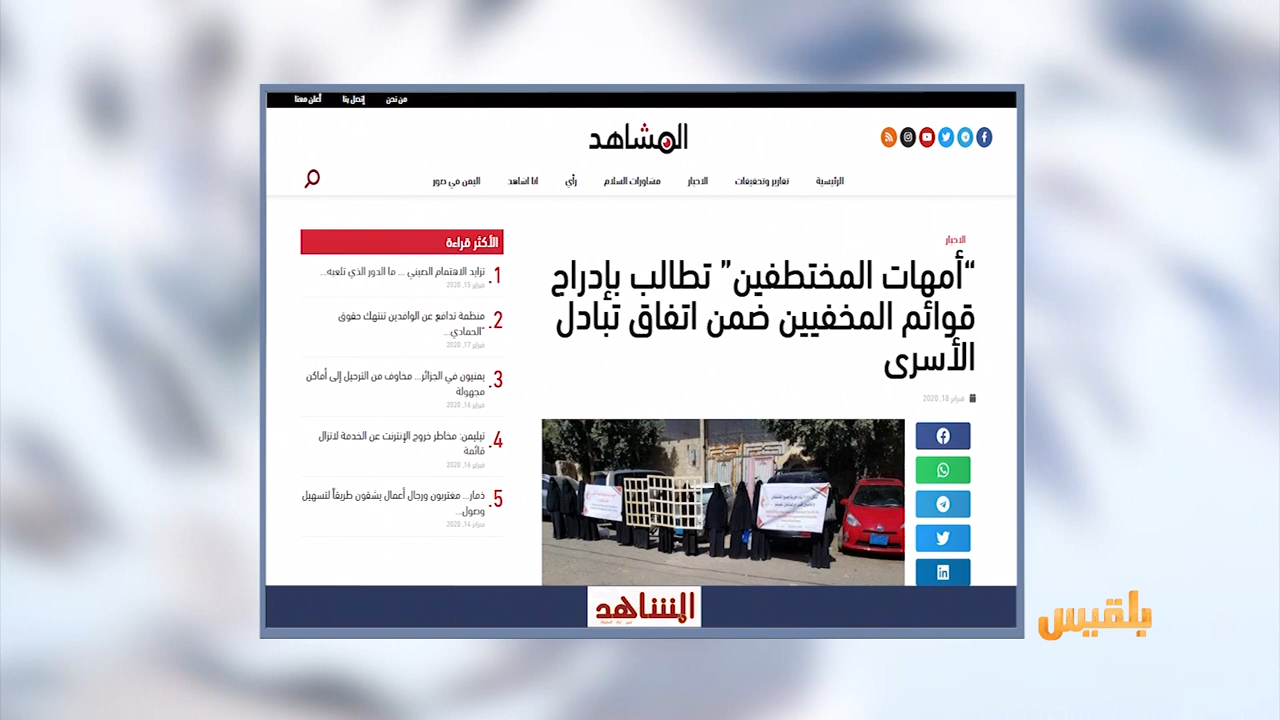 من نحن
إتصل بنا
أعلن معنا
المشاهد
الرئيسية
تقارير وتحقيقات
الاخبار
مشاورات السلام
رأي
انا اشاهد
اليمن في صور
الاخبار
“أمهات المختطفين” تطالب بإدراج
قوائم المخفيين ضمن اتفاق تبادل
الأسرى
فبراير 18, 2020
الأكثر قراءة
1. تزايد الاهتمام الصيني ... ما الدور الذي تلعبه...
فبراير 15, 2020
2. منظمة تدافع عن الوافدين تنتهك حقوق
"الحمادي...
فبراير 17, 2020
3. يمنيون في الجزائر... مخاوف من الترحيل إلى أماكن
مجهولة
فبراير 16, 2020
4. تيليمن: مخاطر خروج الإنترنت عن الخدمة لاتزال
قائمة
فبراير 16, 2020
5. ذمار... مغتربون ورجال أعمال يشقون طريقاً لتسهيل
وصول...
فبراير 14, 2020
المشاهد
بلقيس